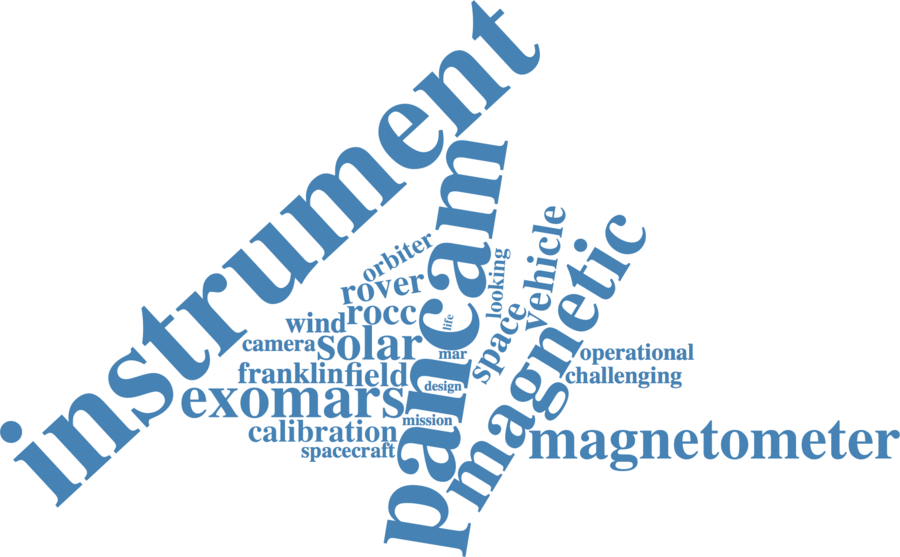 instrument
pancam
orbiter
vehicle
magnetic
looking
rover
rocc
space
wind
life
camera
solar
mar
operational
franklin
field
design
challenging
exomars
mission
calibration
magnetometer
spacecraft